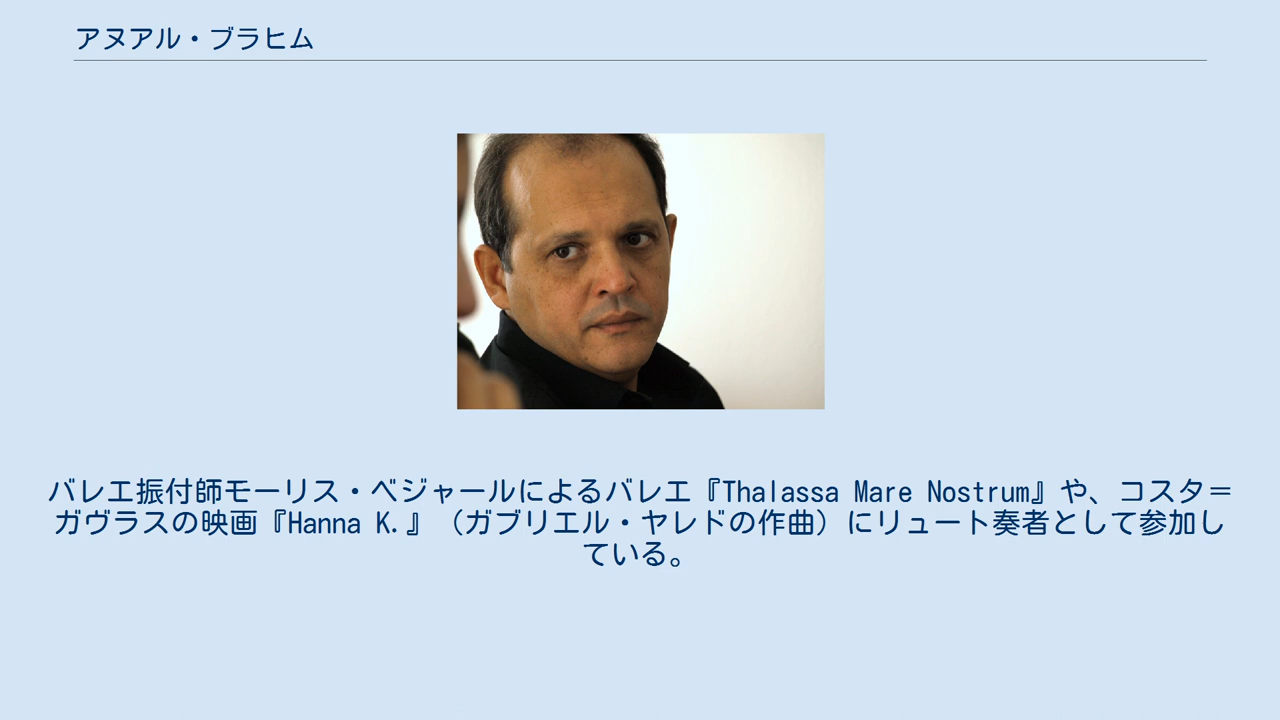 アヌアル・ブラヒム
バレエ振付師モーリス・ベジャールによるバレエ『Thalassa Mare Nostrum』や、コスタ＝
ガヴラスの映画『Hanna K.』（ガブリエル・ヤレドの作曲）にリュート奏者として参加し
ている。